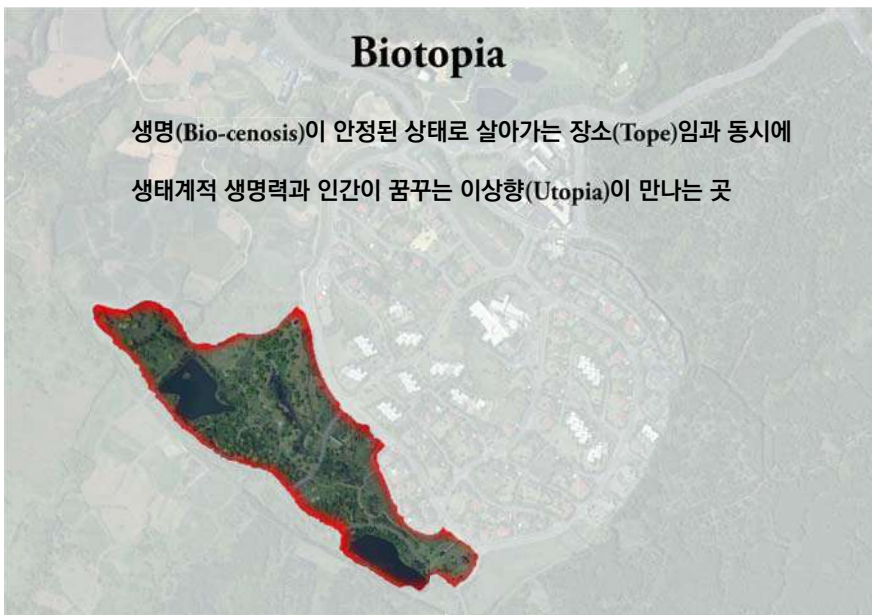 Biotopia
생명(Bio-cenosis)이 안정된 상태로 살아가는 장소(Tope)임과 동시에
생태계적 생명력과 인간이 꿈꾸는 이상향(Utopia)이 만나는 곳